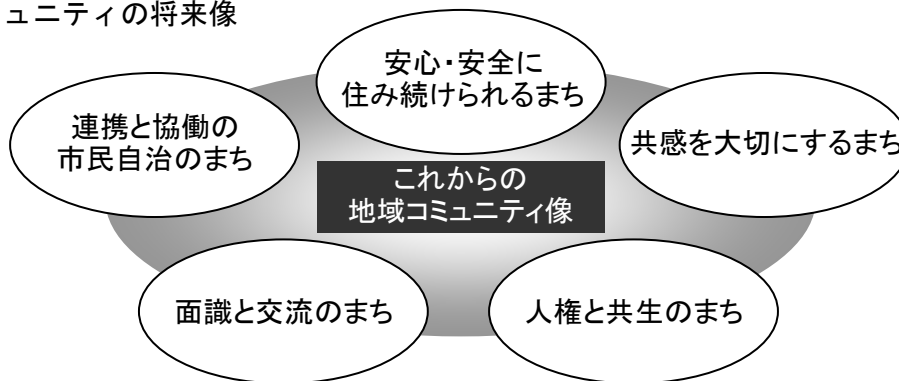 ュニティの将来像
安心・安全に
住み続けられるまち
連携と協働の
市民自治のまち
共感を大切にするまち
これからの
地域コミュニティ像
面識と交流のまち
人権と共生のまち